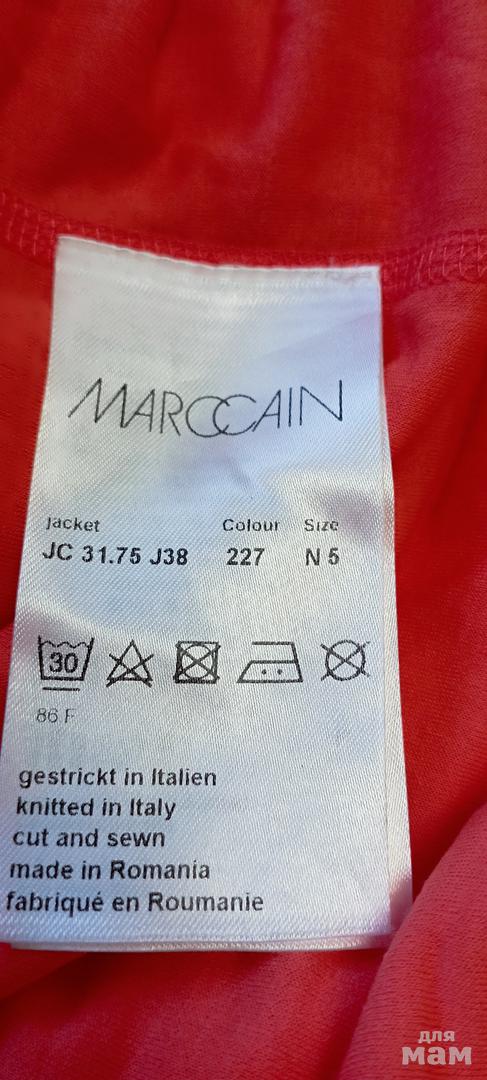 MARCCAIN
Jacket Colour Size
JC 31.75 J38 227 N 5
30
86 F
gestrickt in Italien
knitted in Italy
cut and sewn
made in Romania
fabriqué en Roumanie
для
мам